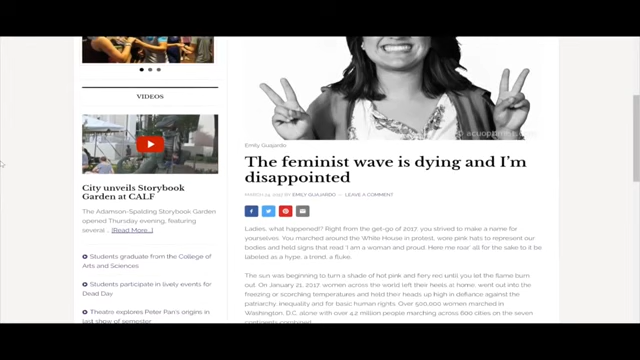 VIDEOS
City unveils Storybook
Garden at CALF
The Adamson-Spalding Storybook Garden
opened Thursday evening, featuring
several ... [Read More...]
Students graduate from the College of
Arts and Sciences
Students participate in lively events for
Dead Day
Theatre explores Peter Pan's origins in
last show of semester
© acuoptimist.com
Emily Guajardo
The feminist wave is dying and I'm
disappointed
MARCH 29, 2017 BY EMILY GUAJARDO — LEAVE A COMMENT
Ladies, what happened!? Right from the get-go of 2017, you strived to make a name for
yourselves. You marched around the White House in protest, wore pink hats to represent our
bodies and held signs that read 'I am a woman and proud. Here me roar' all for the sake to it be
labeled as a hype, a trend, a fluke.
The sun was beginning to turn a shade of hot pink and fiery red until you let the flame burn
out. On January 21, 2017 women across the world left their heels at home, went out into the
freezing or scorching temperatures and held their heads up high in defiance against the
patriarchy, inequality and for basic human rights. Over 500,000 women marched in
Washington, D.C. alone with over 4.2 million people marching across 600 cities on the seven
continents combined.